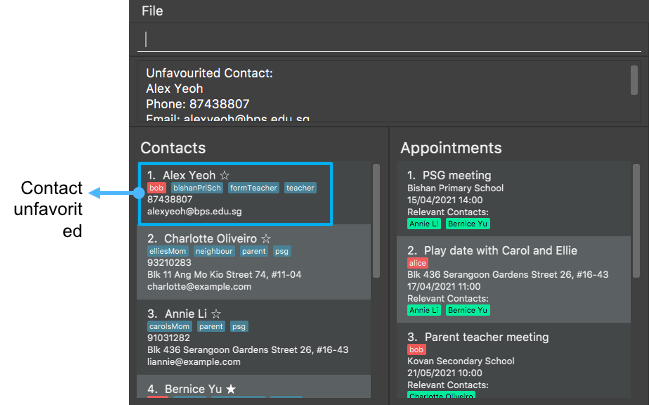 File
Unfavourited Contact:
Alex Yeoh
Phone: 87438807
Email: alexyeoh@bps.edu.sg
Contacts
Appointments
Contact
unfavorit
ed
1. Alex Yeoh ☆
bob bishanPriSch formTeacher teacher
87438807
alexyeoh@bps.edu.sg
2. Charlotte Oliveiro ☆
elliesMom neighbour parent psg
93210283
Blk 11 Ang Mo Kio Street 74, #11-04
charlotte@example.com
3. Annie Li ☆
carolsMom parent psg
91031282
Blk 436 Serangoon Gardens Street 26, #16-43
liannie@example.com
4. Bernice Yu ★
1. PSG meeting
Bishan Primary School
15/04/2021 14:00
Relevant Contacts:
Annie Li Bernice Yu
2. Play date with Carol and Ellie
alice
Blk 436 Serangoon Gardens Street 26, #16-43
17/04/2021 11:00
Relevant Contacts:
Annie Li Bernice Yu
3. Parent teacher meeting
bob
Kovan Secondary School
21/05/2021 10:00
Relevant Contacts:
Charlotte Oliveiro